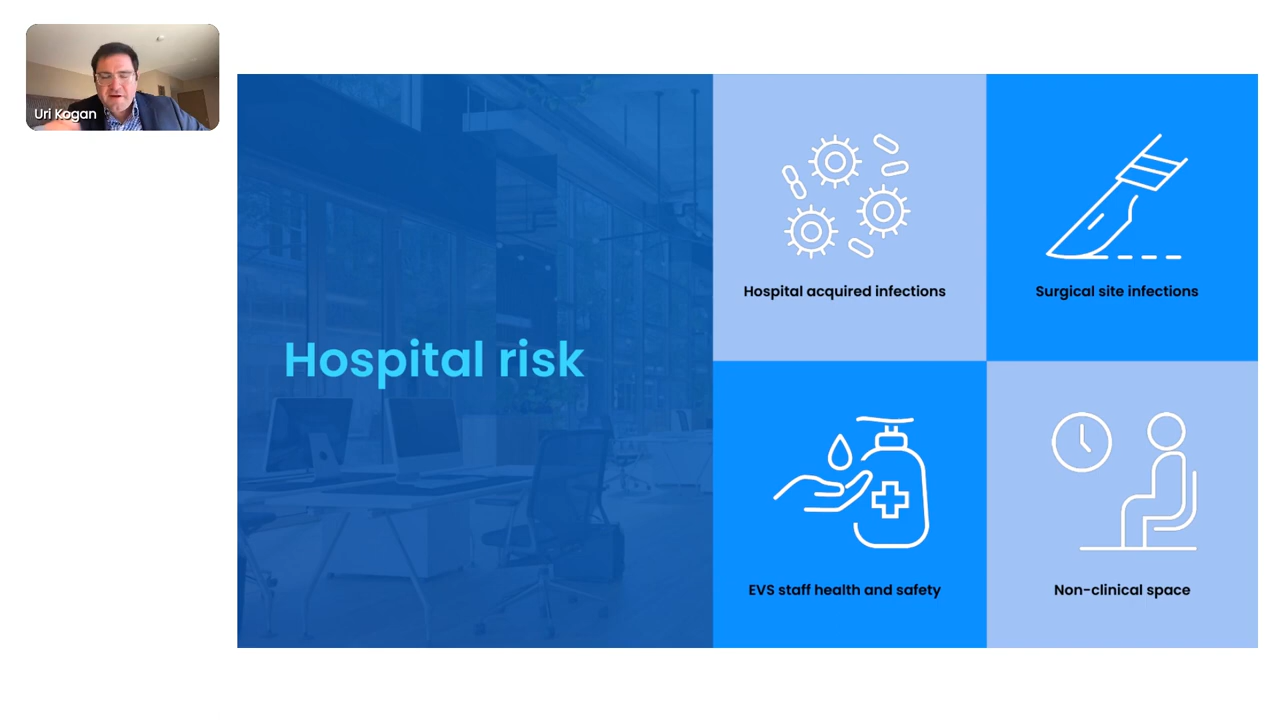 Uri Kogan
Hospital risk
Hospital acquired infections
Surgical site infections
EVS staff health and safety
Non-clinical space